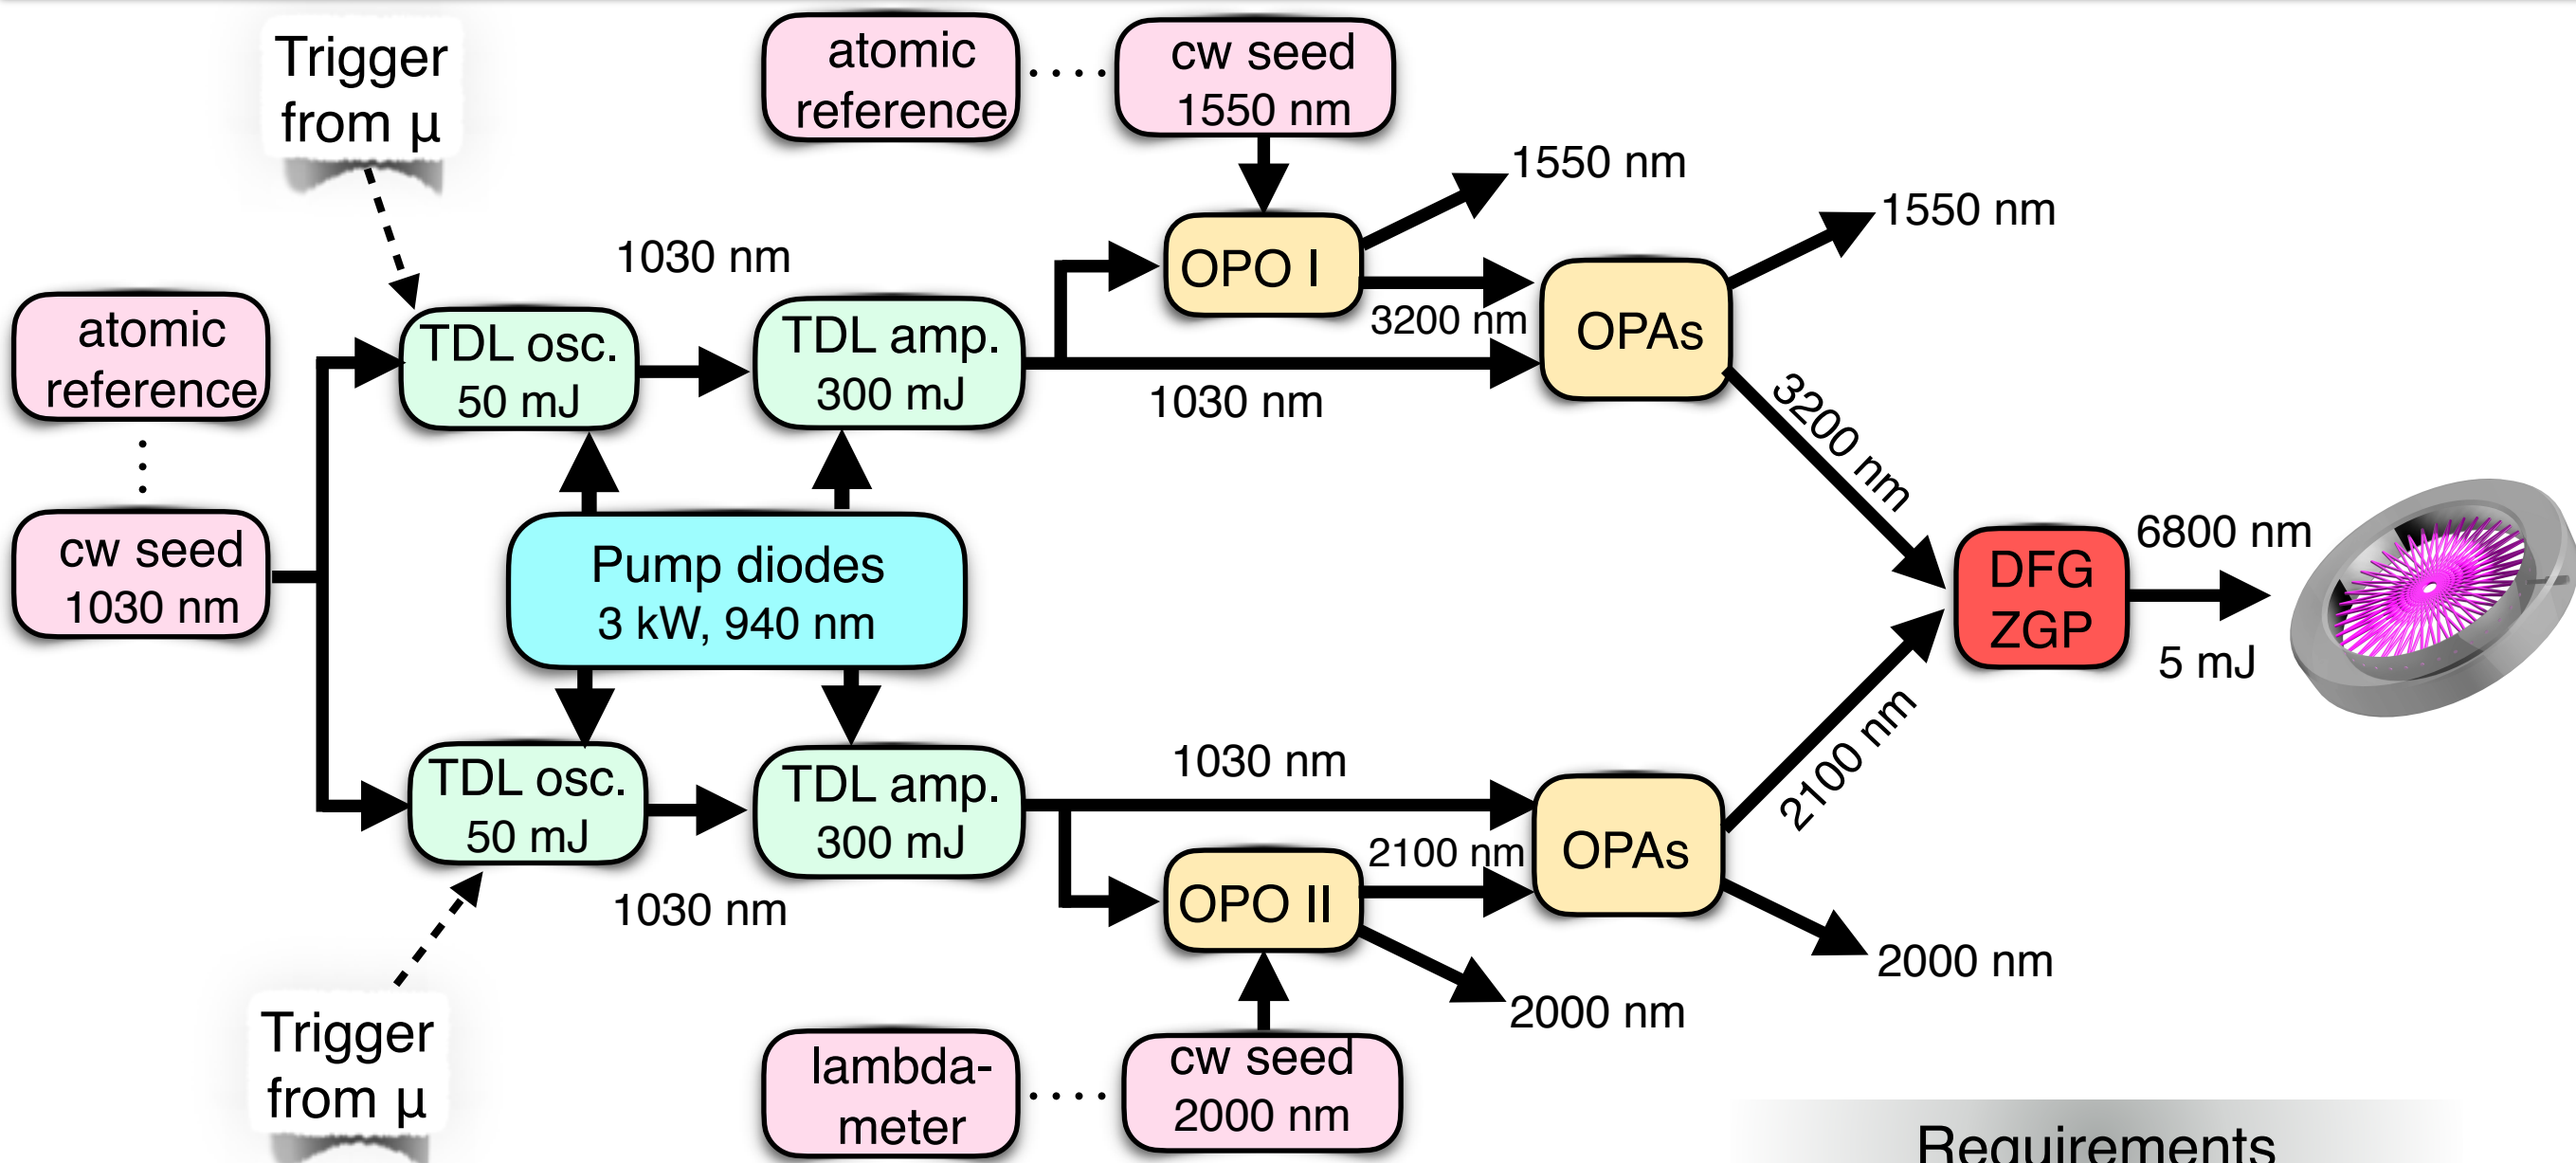 Trigger
from μ
atomic
reference
cw seed
1550 nm
1550 nm
1550 nm
1030 nm
OPO I
3200 nm
OPAs
atomic
reference
TDL osc.
50 mJ
TDL amp.
300 mJ
1030 nm
3200 nm
cw seed
1030 nm
Pump diodes
3 kW, 940 nm
DFG
ZGP
6800 nm
5 mJ
TDL osc.
50 mJ
TDL amp.
300 mJ
1030 nm
2100 nm
OPAs
2100 nm
1030 nm
OPO II
2000 nm
2000 nm
Trigger
from μ
lambda-
meter
cw seed
2000 nm
Requirements